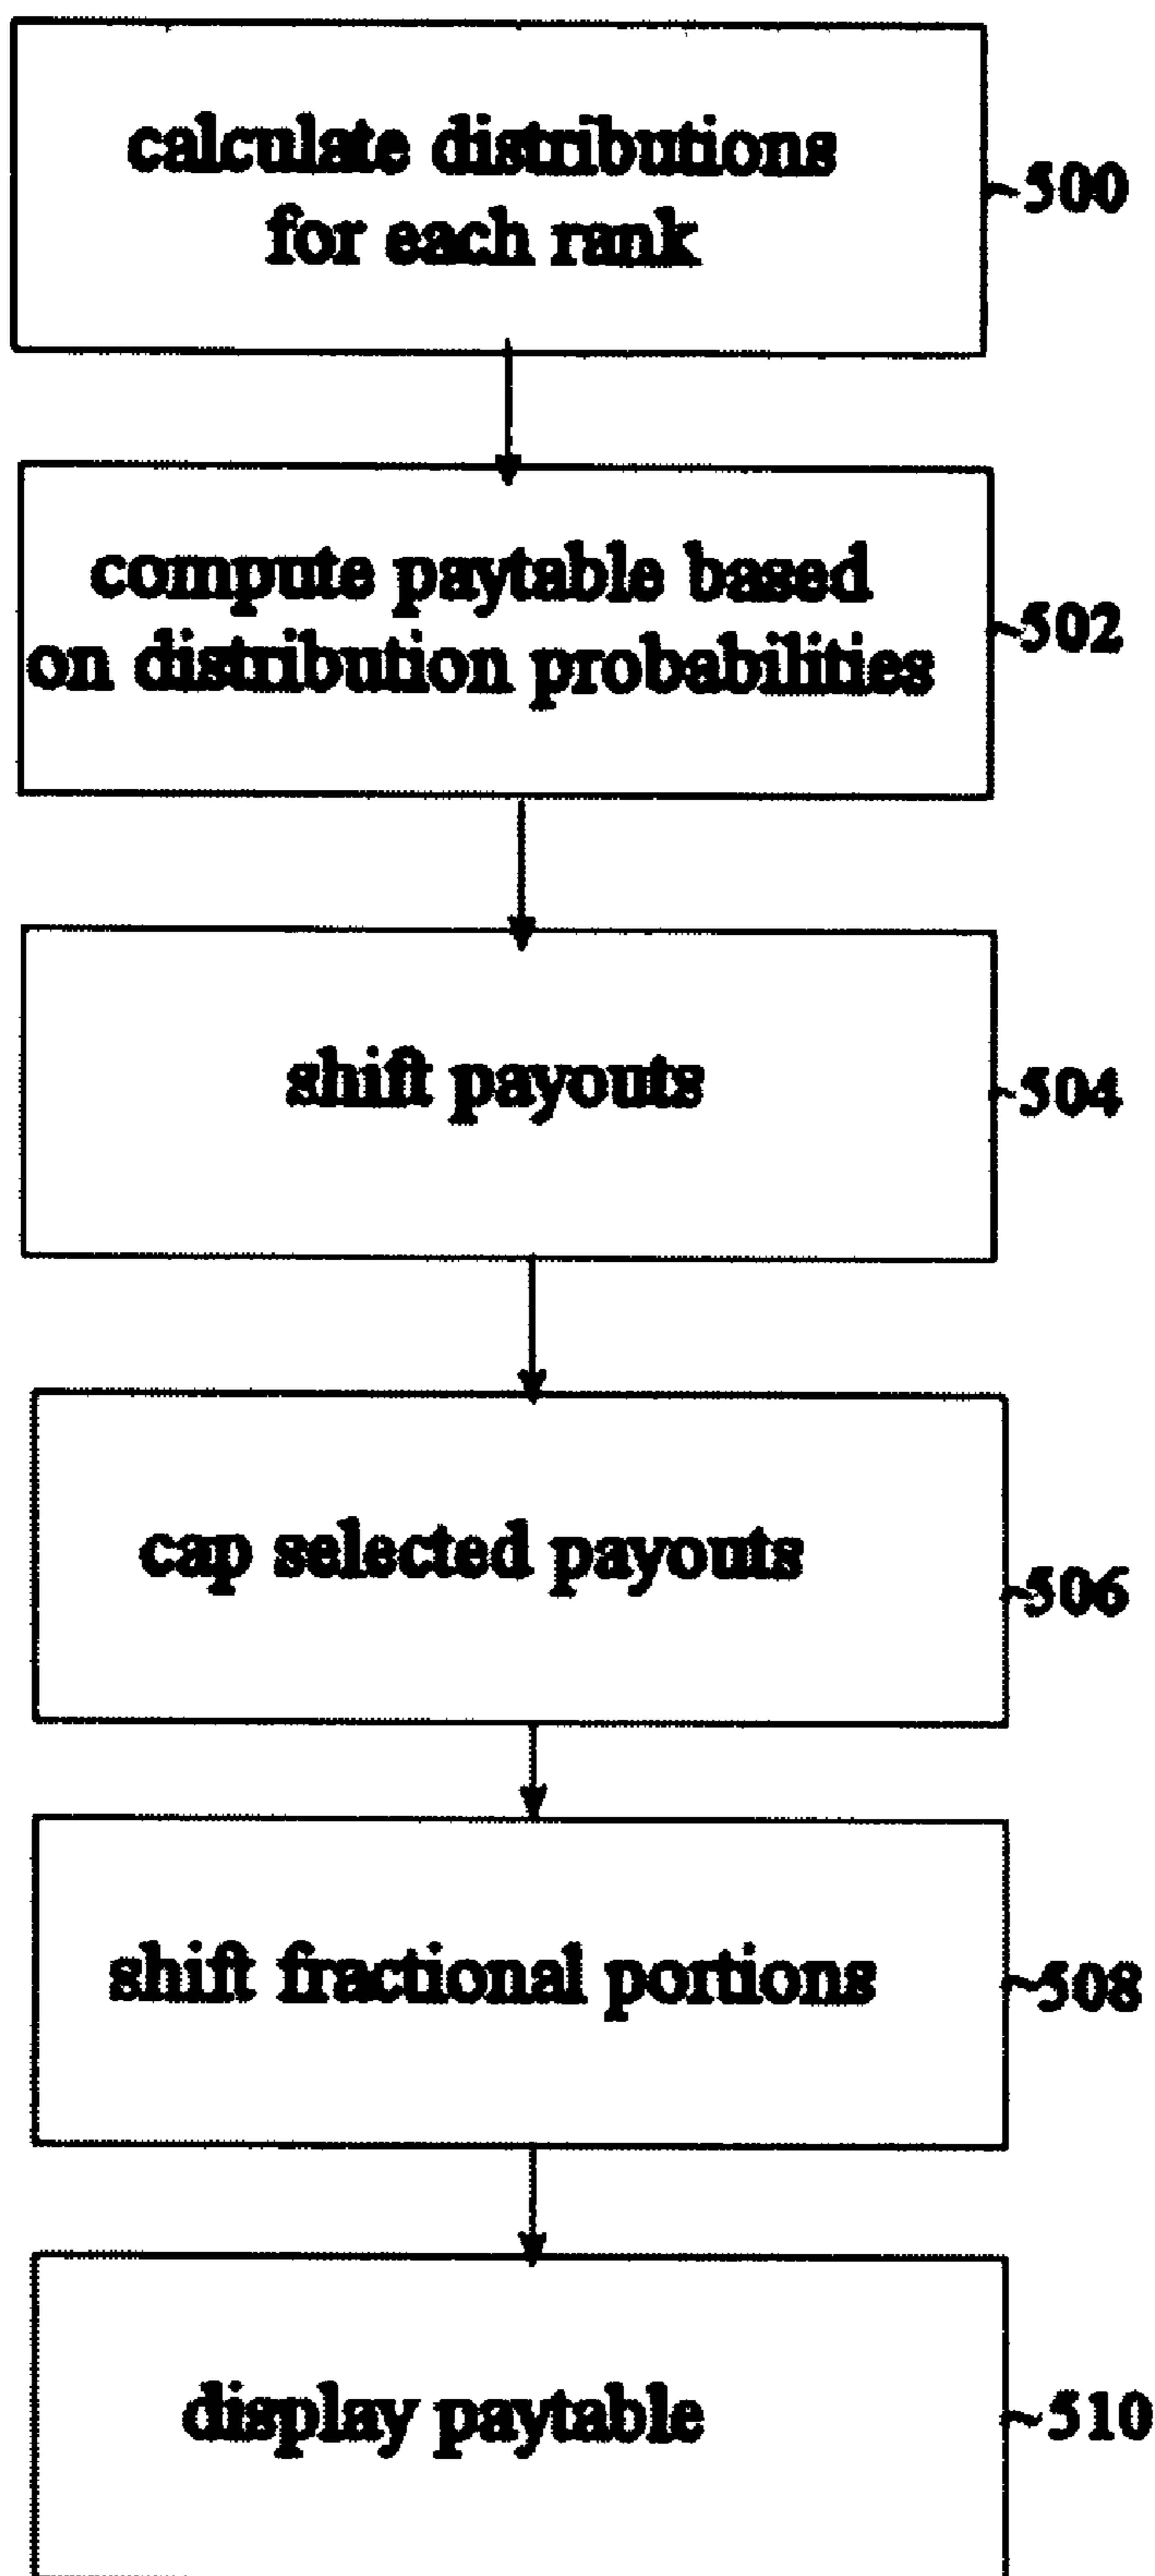 calculate distributions
for each rank
500
compute paytable based
on distribution probabilities
502
shift payouts
504
cap selected payouts
506
shift fractional portions
508
display paytable
510